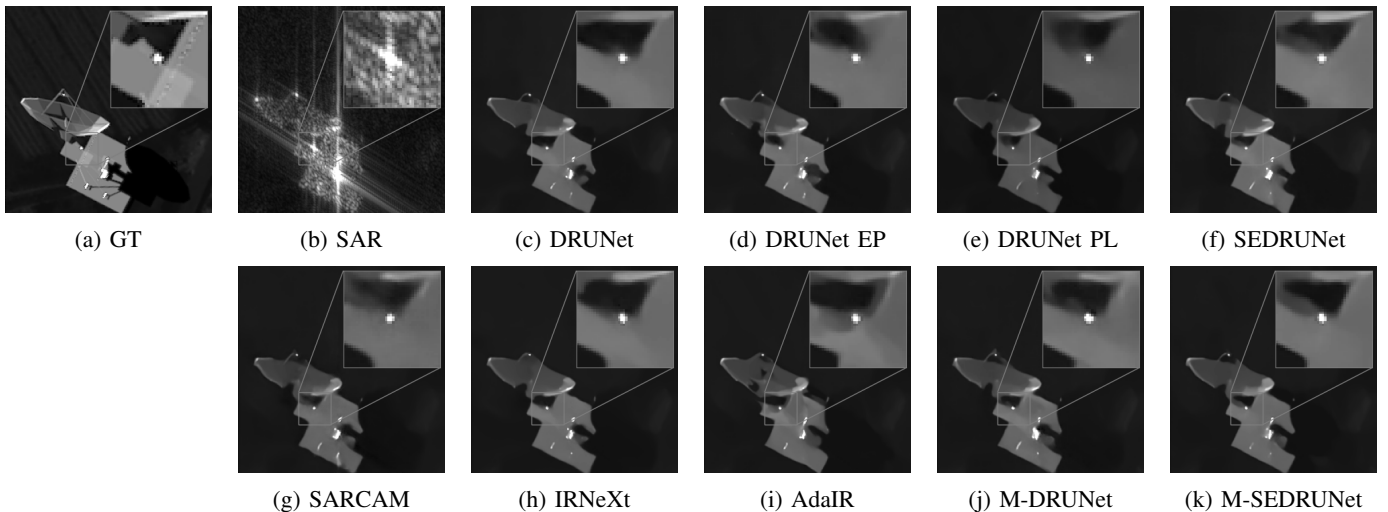 (a) GT
(b) SAR
(c) DRUNet
(d) DRUNet EP
(e) DRUNet PL
(f) SEDRUNet
(g) SARCAM
(h) IRNeXt
(i) AdaIR
(j) M-DRUNet
(k) M-SEDRUNet